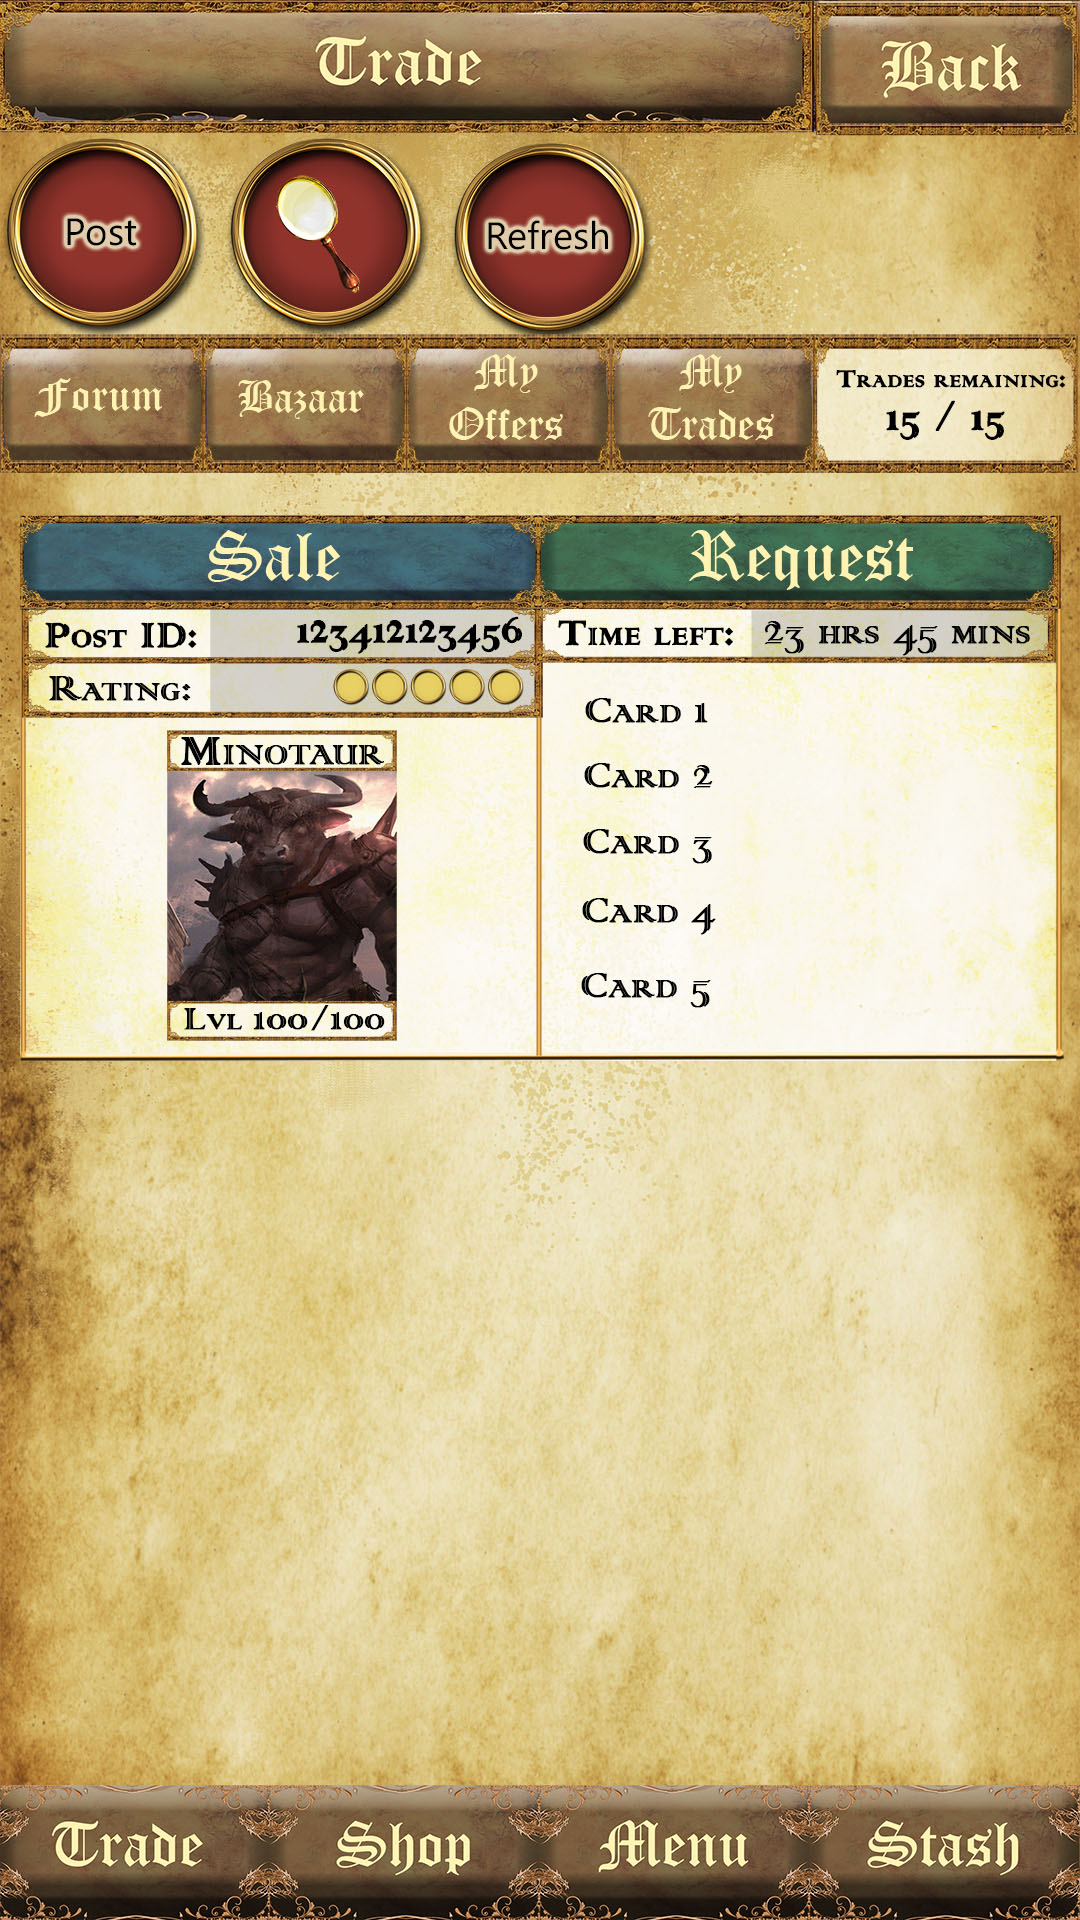 Trade
Back
Post
Refresh
Forum
Bazaar
My Offers
My Trades
Trades remaining:
15 / 15
Sale
Request
Post ID: 123412123456
Time left: 23 hrs 45 mins
Rating:
Minotaur
Lvl 100/100
Card 1
Card 2
Card 3
Card 4
Card 5
Trade
Shop
Menu
Stash